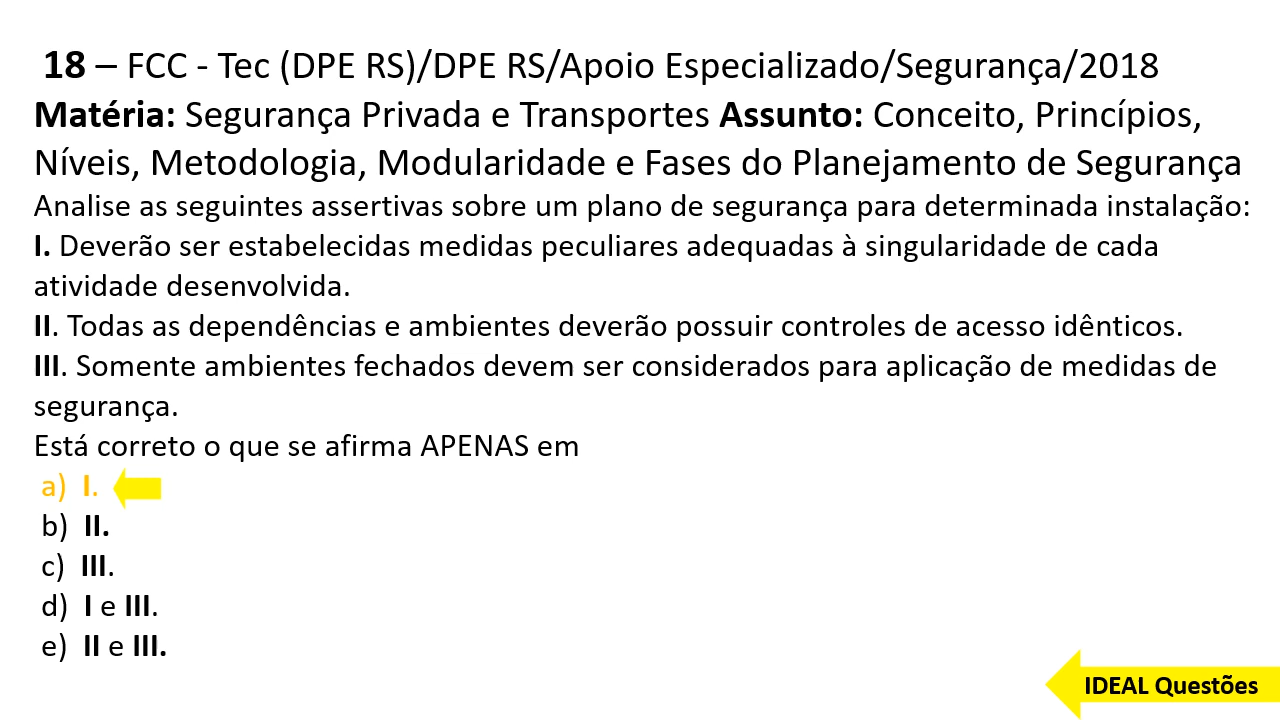 18 – FCC - Tec (DPE RS)/DPE RS/Apoio Especializado/Segurança/2018
Matéria: Segurança Privada e Transportes Assunto: Conceito, Princípios,
Níveis, Metodologia, Modularidade e Fases do Planejamento de Segurança
Analise as seguintes assertivas sobre um plano de segurança para determinada instalação:
I. Deverão ser estabelecidas medidas peculiares adequadas à singularidade de cada
atividade desenvolvida.
II. Todas as dependências e ambientes deverão possuir controles de acesso idênticos.
III. Somente ambientes fechados devem ser considerados para aplicação de medidas de
segurança.
Está correto o que se afirma APENAS em
a) I.
b) II.
c) III.
d) I e III.
e) II e III.
IDEAL Questões